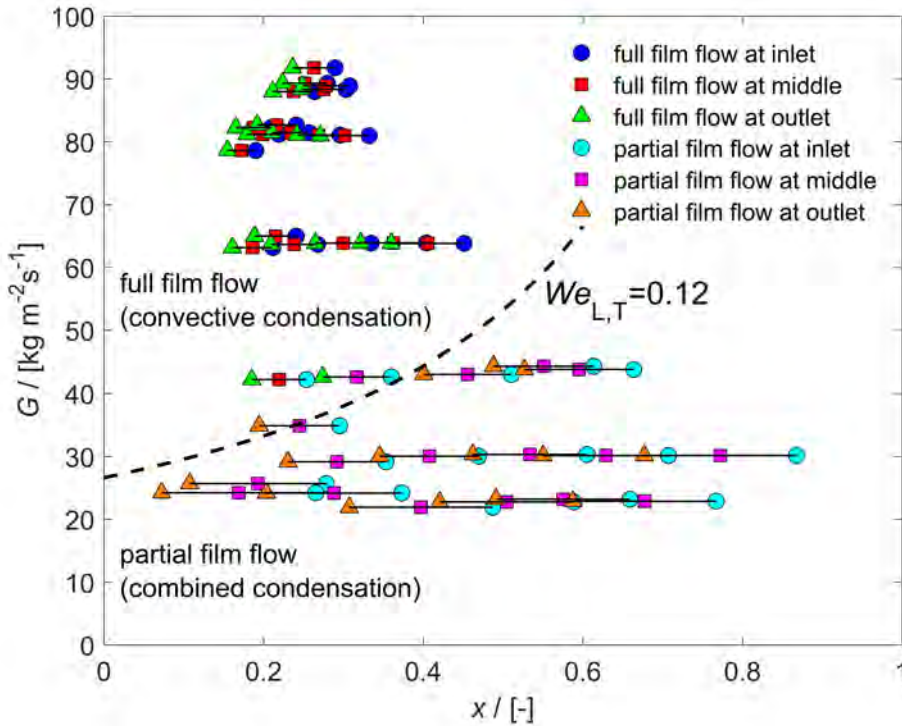 100
90
80
70
60
50
40
30
20
10
0
G / [kg m⁻²s⁻¹]
full film flow at inlet
full film flow at middle
full film flow at outlet
partial film flow at inlet
partial film flow at middle
partial film flow at outlet
full film flow
(convective condensation)
We_L,T=0.12
partial film flow
(combined condensation)
0 0.2 0.4 0.6 0.8 1
x / [-]